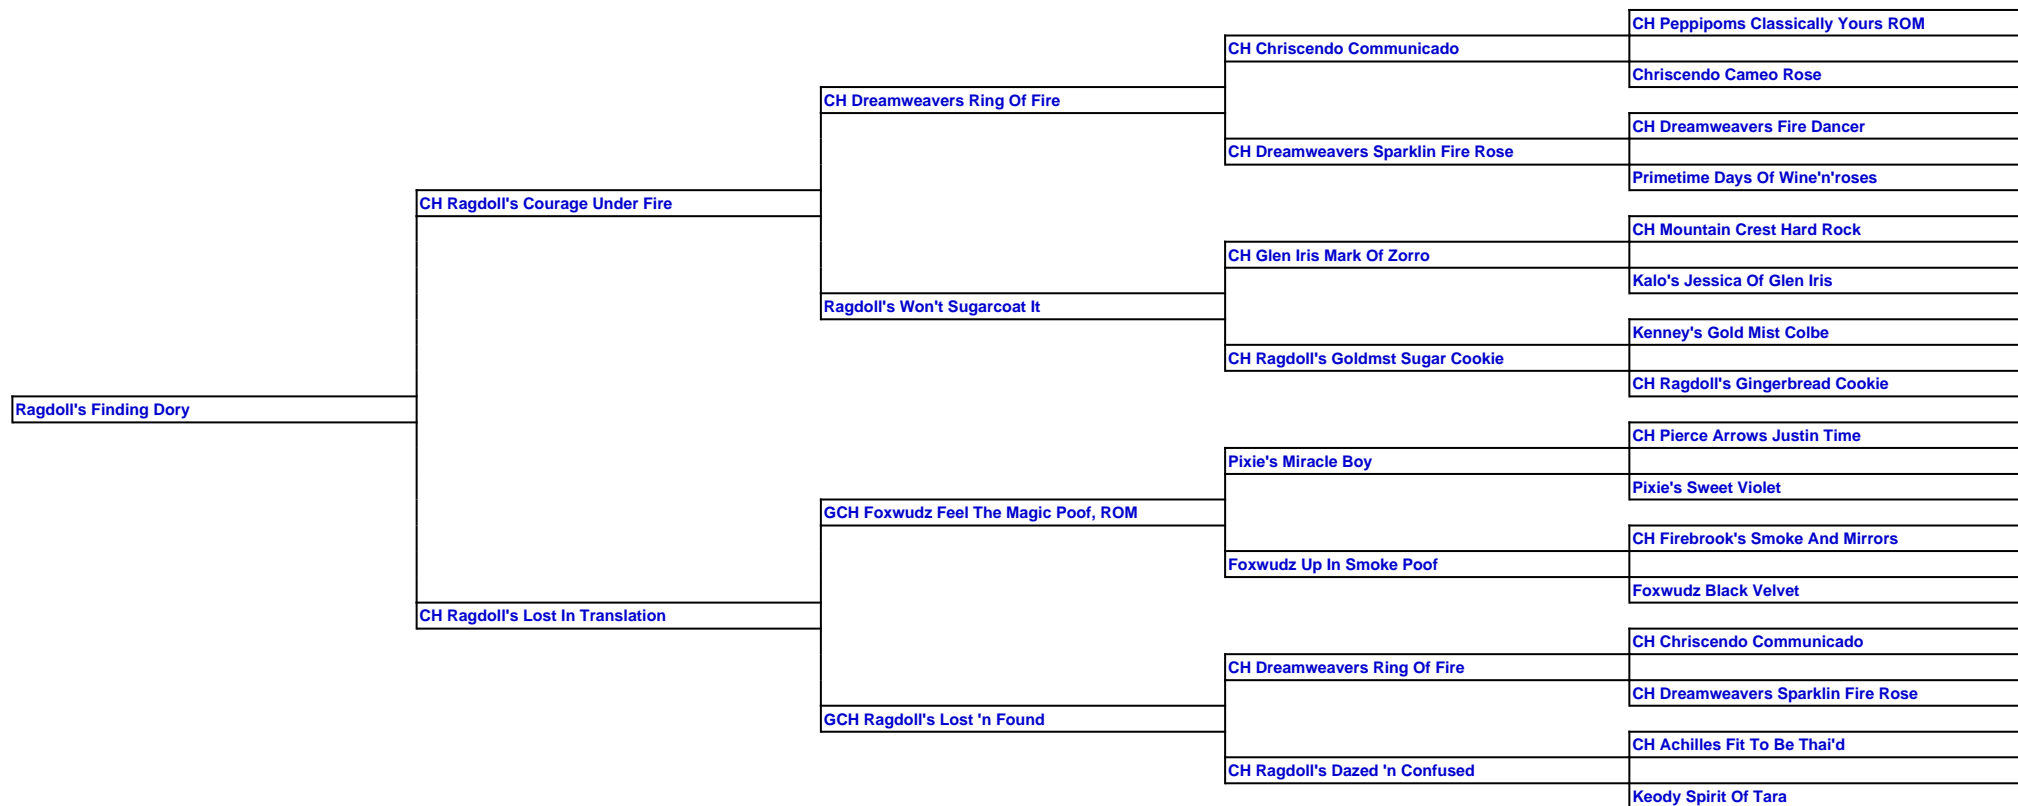 CH Peppipoms Classically Yours ROM
CH Chriscendo Communicado
Chriscendo Cameo Rose
CH Dreamweavers Ring Of Fire
CH Dreamweavers Fire Dancer
CH Dreamweavers Sparklin Fire Rose
Primetime Days Of Wine'n'roses
CH Ragdoll's Courage Under Fire
CH Mountain Crest Hard Rock
CH Glen Iris Mark Of Zorro
Kalo's Jessica Of Glen Iris
Ragdoll's Won't Sugarcoat It
Kenney's Gold Mist Colbe
CH Ragdoll's Goldmst Sugar Cookie
CH Ragdoll's Gingerbread Cookie
Ragdoll's Finding Dory
CH Pierce Arrows Justin Time
Pixie's Miracle Boy
Pixie's Sweet Violet
GCH Foxwudz Feel The Magic Poof, ROM
CH Firebrook's Smoke And Mirrors
Foxwudz Up In Smoke Poof
Foxwudz Black Velvet
CH Ragdoll's Lost In Translation
CH Chriscendo Communicado
CH Dreamweavers Ring Of Fire
CH Dreamweavers Sparklin Fire Rose
GCH Ragdoll's Lost 'n Found
CH Achilles Fit To Be Thai'd
CH Ragdoll's Dazed 'n Confused
Keody Spirit Of Tara